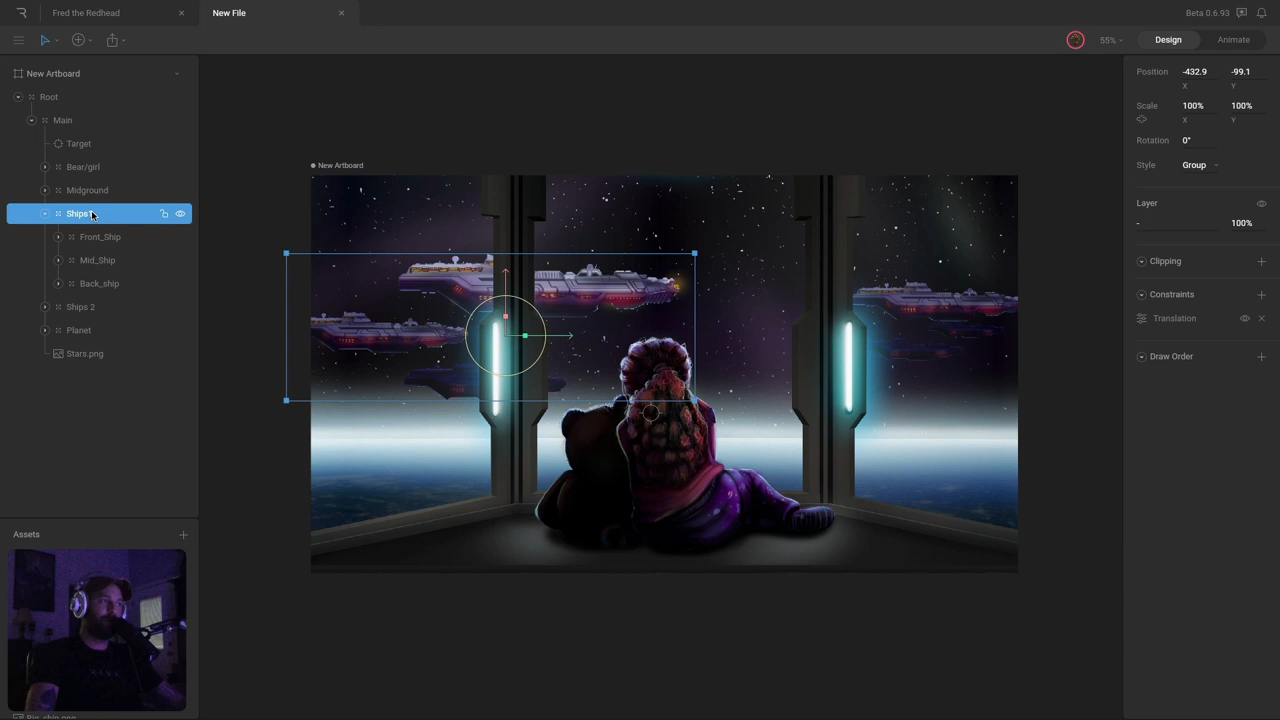 Fred the Redhead
New File
Beta 0.6.93
55%
Design
Animate
New Artboard
Root
Main
Target
Bear/girl
Midground
Ships
Front_Ship
Mid_Ship
Back_ship
Ships 2
Planet
Stars.png
Assets
New Artboard
Position
-432.9
-99.1
X
Y
Scale
100%
100%
X
Y
Rotation
0°
Style
Group
Layer
-
100%
Clipping
Constraints
Translation
Draw Order